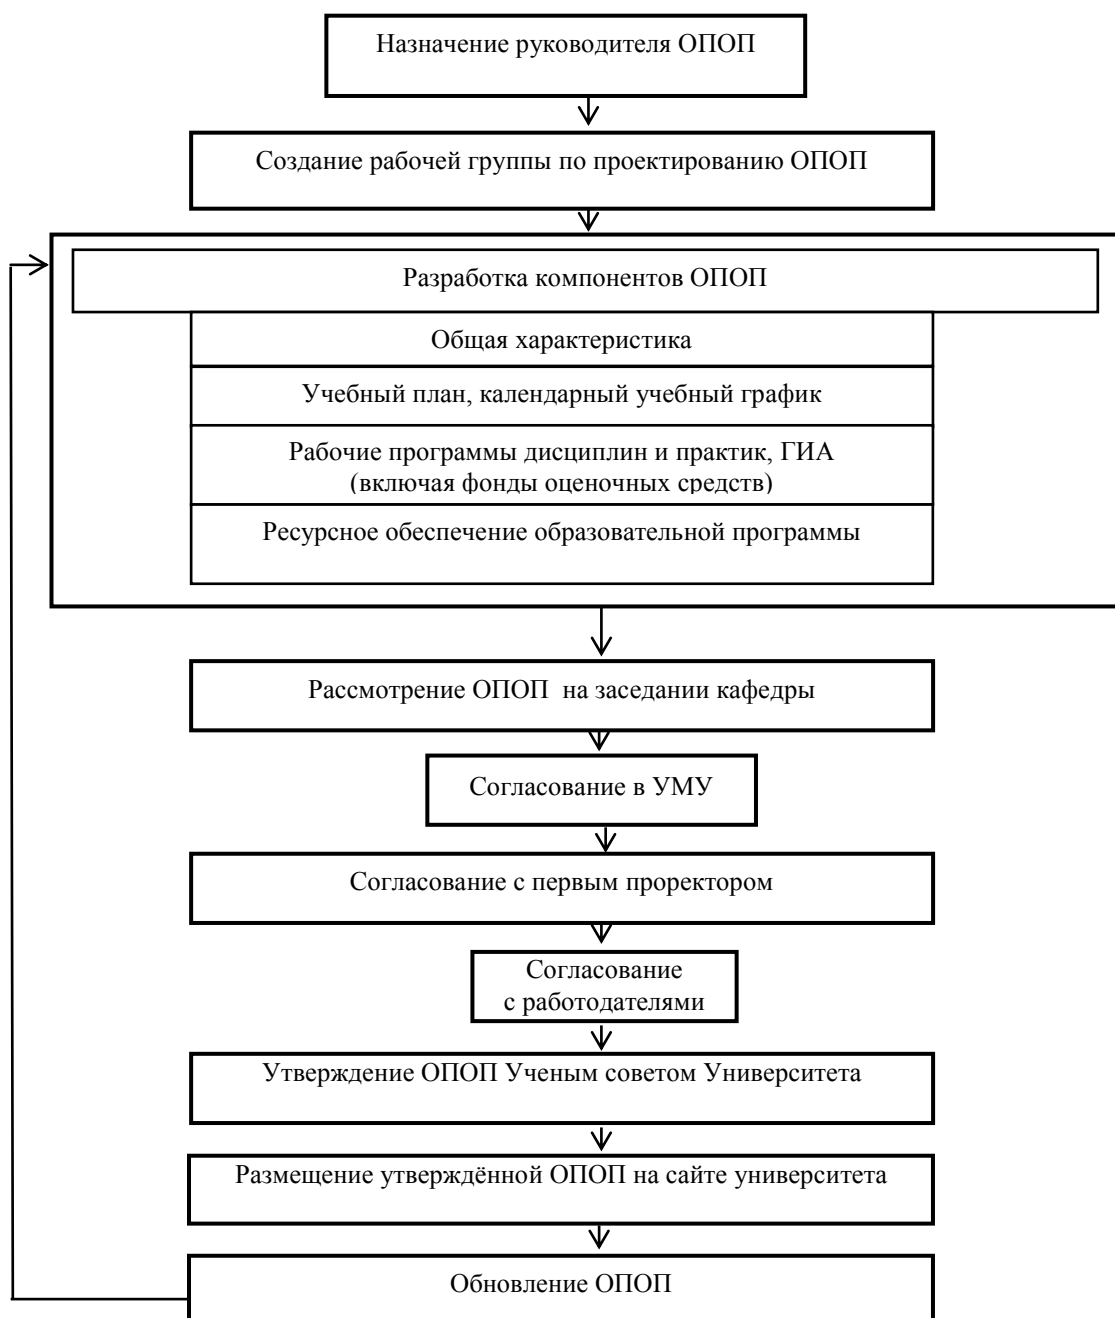 Назначение руководителя ОПОП
Создание рабочей группы по проектированию ОПОП
Разработка компонентов ОПОП
Общая характеристика
Учебный план, календарный учебный график
Рабочие программы дисциплин и практик, ГИА
(включая фонды оценочных средств)
Ресурсное обеспечение образовательной программы
Рассмотрение ОПОП на заседании кафедры
Согласование в УМУ
Согласование с первым проректором
Согласование
с работодателями
Утверждение ОПОП Ученым советом Университета
Размещение утверждённой ОПОП на сайте университета
Обновление ОПОП